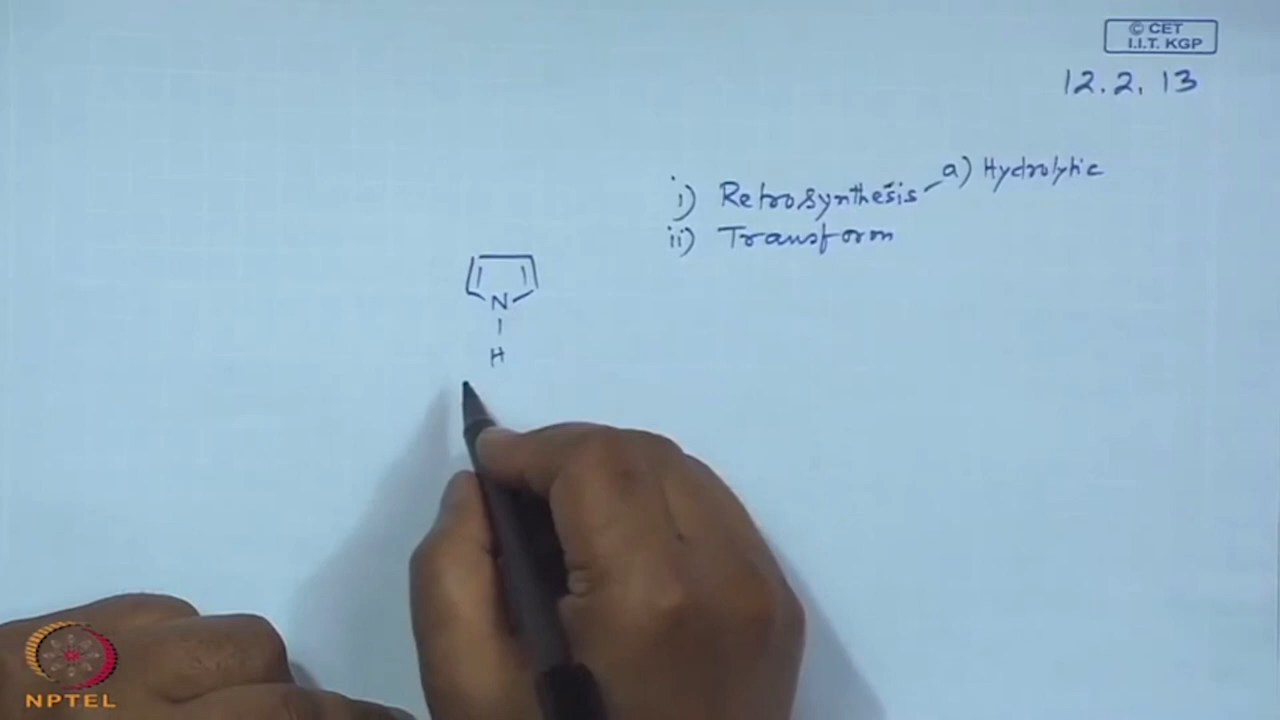 © CET
I.I.T. KGP
12.2.13
a) Hydrolytic
i) Retrosynthesis
ii) Transform
N
H
NPTEL